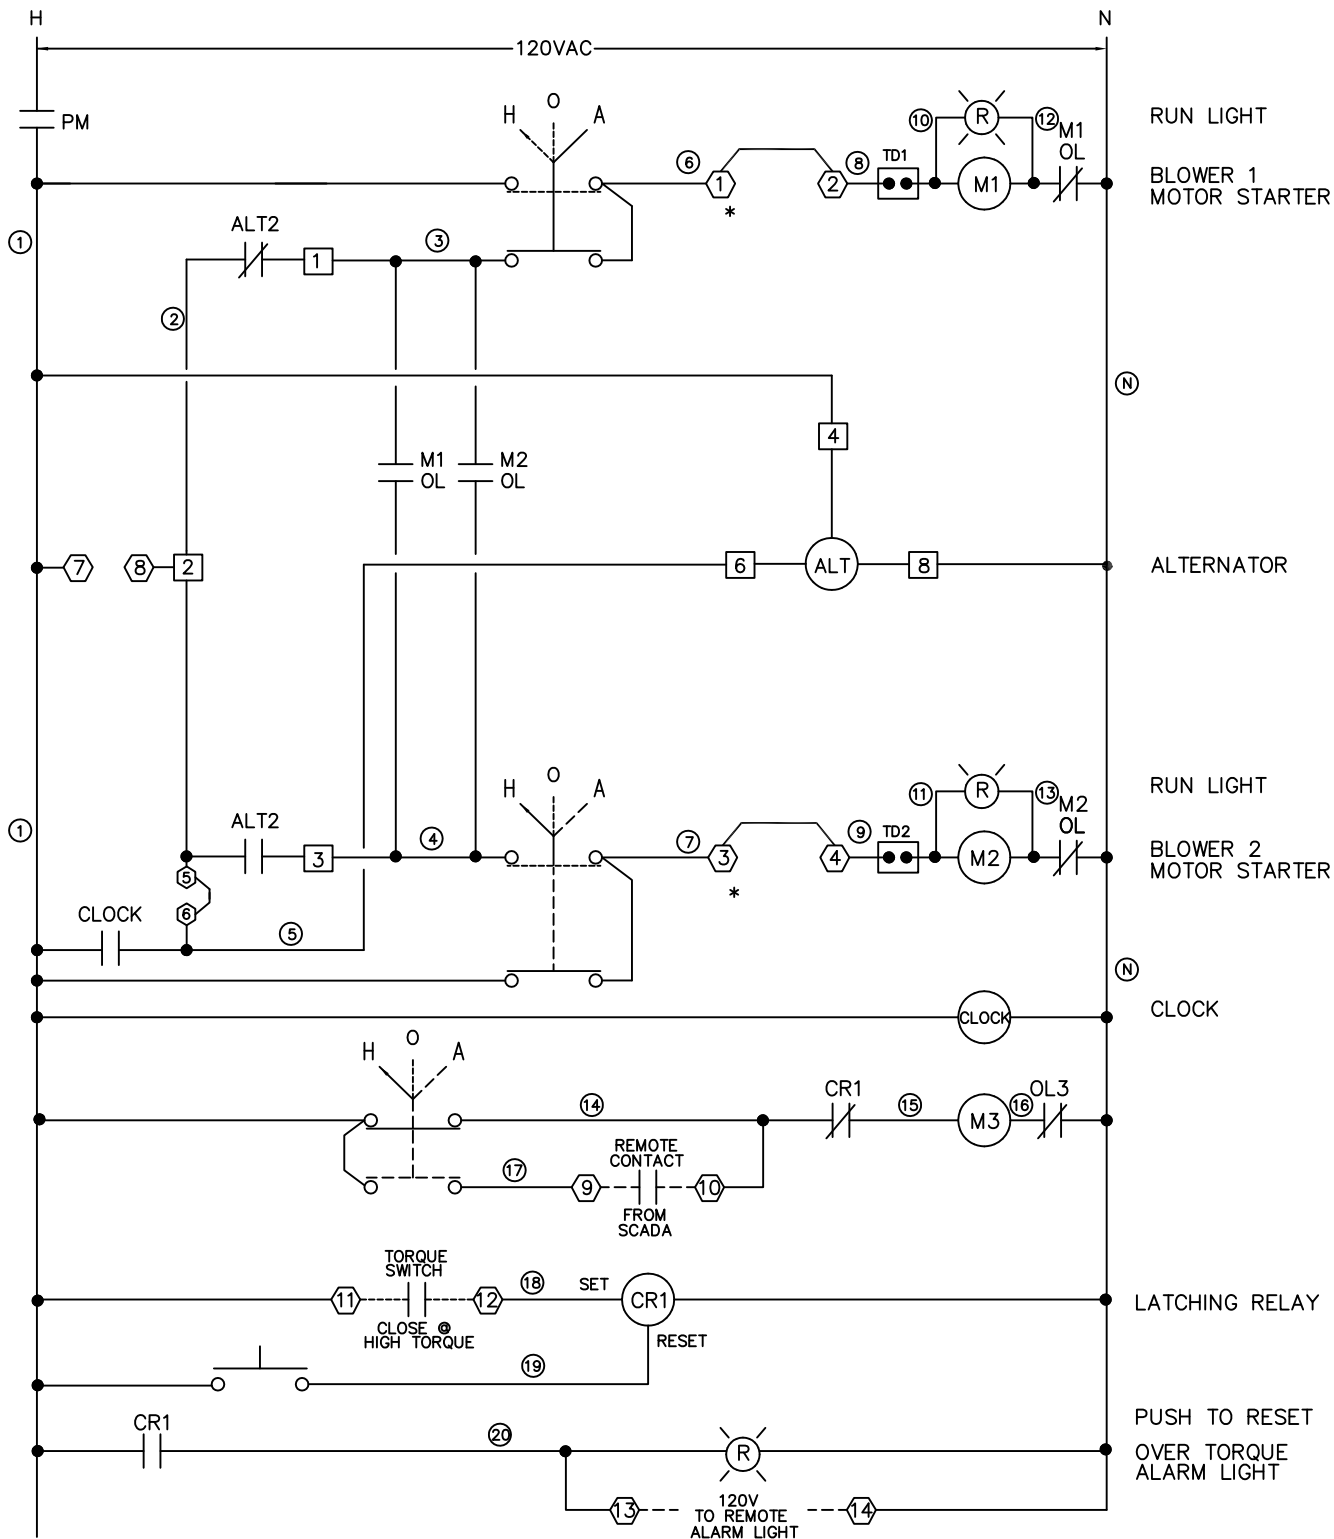 H
N
120VAC
PM
H O A
6
1
*
2
8
TD1
10
R
12
M1
OL
M1
RUN LIGHT
BLOWER 1
MOTOR STARTER
1
ALT2
1
3
2
N
4
M1
OL
M2
OL
7
8
2
6
ALT
8
ALTERNATOR
H O A
1
ALT2
3
4
7
3
*
4
9
TD2
11
R
13
M2
OL
M2
RUN LIGHT
BLOWER 2
MOTOR STARTER
5
6
CLOCK
5
N
CLOCK
CLOCK
H O A
14
CR1
15
M3
16
OL3
17
9
REMOTE
CONTACT
10
FROM
SCADA
TORQUE
SWITCH
11
12
18
SET
CR1
CLOSE @
HIGH TORQUE
RESET
LATCHING RELAY
19
PUSH TO RESET
CR1
20
R
OVER TORQUE
ALARM LIGHT
13
120V
TO REMOTE
ALARM LIGHT
14